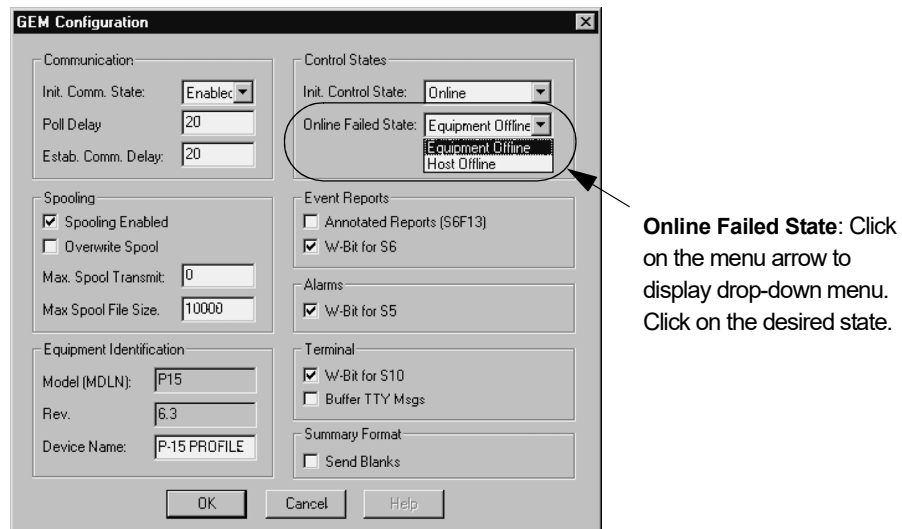 GEM Configuration
Communication
Init. Comm. State: Enabled
Poll Delay 20
Estab. Comm. Delay: 20
Control States
Init. Control State: Online
Online Failed State: Equipment Offline
Equipment Offline
Host Offline
Spooling
Spooling Enabled
Overwrite Spool
Max. Spool Transmit: 0
Max Spool File Size. 10000
Event Reports
Annotated Reports (S6F13)
W-Bit for S6
Alarms
W-Bit for S5
Equipment Identification
Model (MDLN): P15
Rev. 6.3
Device Name: P-15 PROFILE
Terminal
W-Bit for S10
Buffer TTY Msgs
Summary Format
Send Blanks
OK Cancel Help
Online Failed State: Click
on the menu arrow to
display drop-down menu.
Click on the desired state.